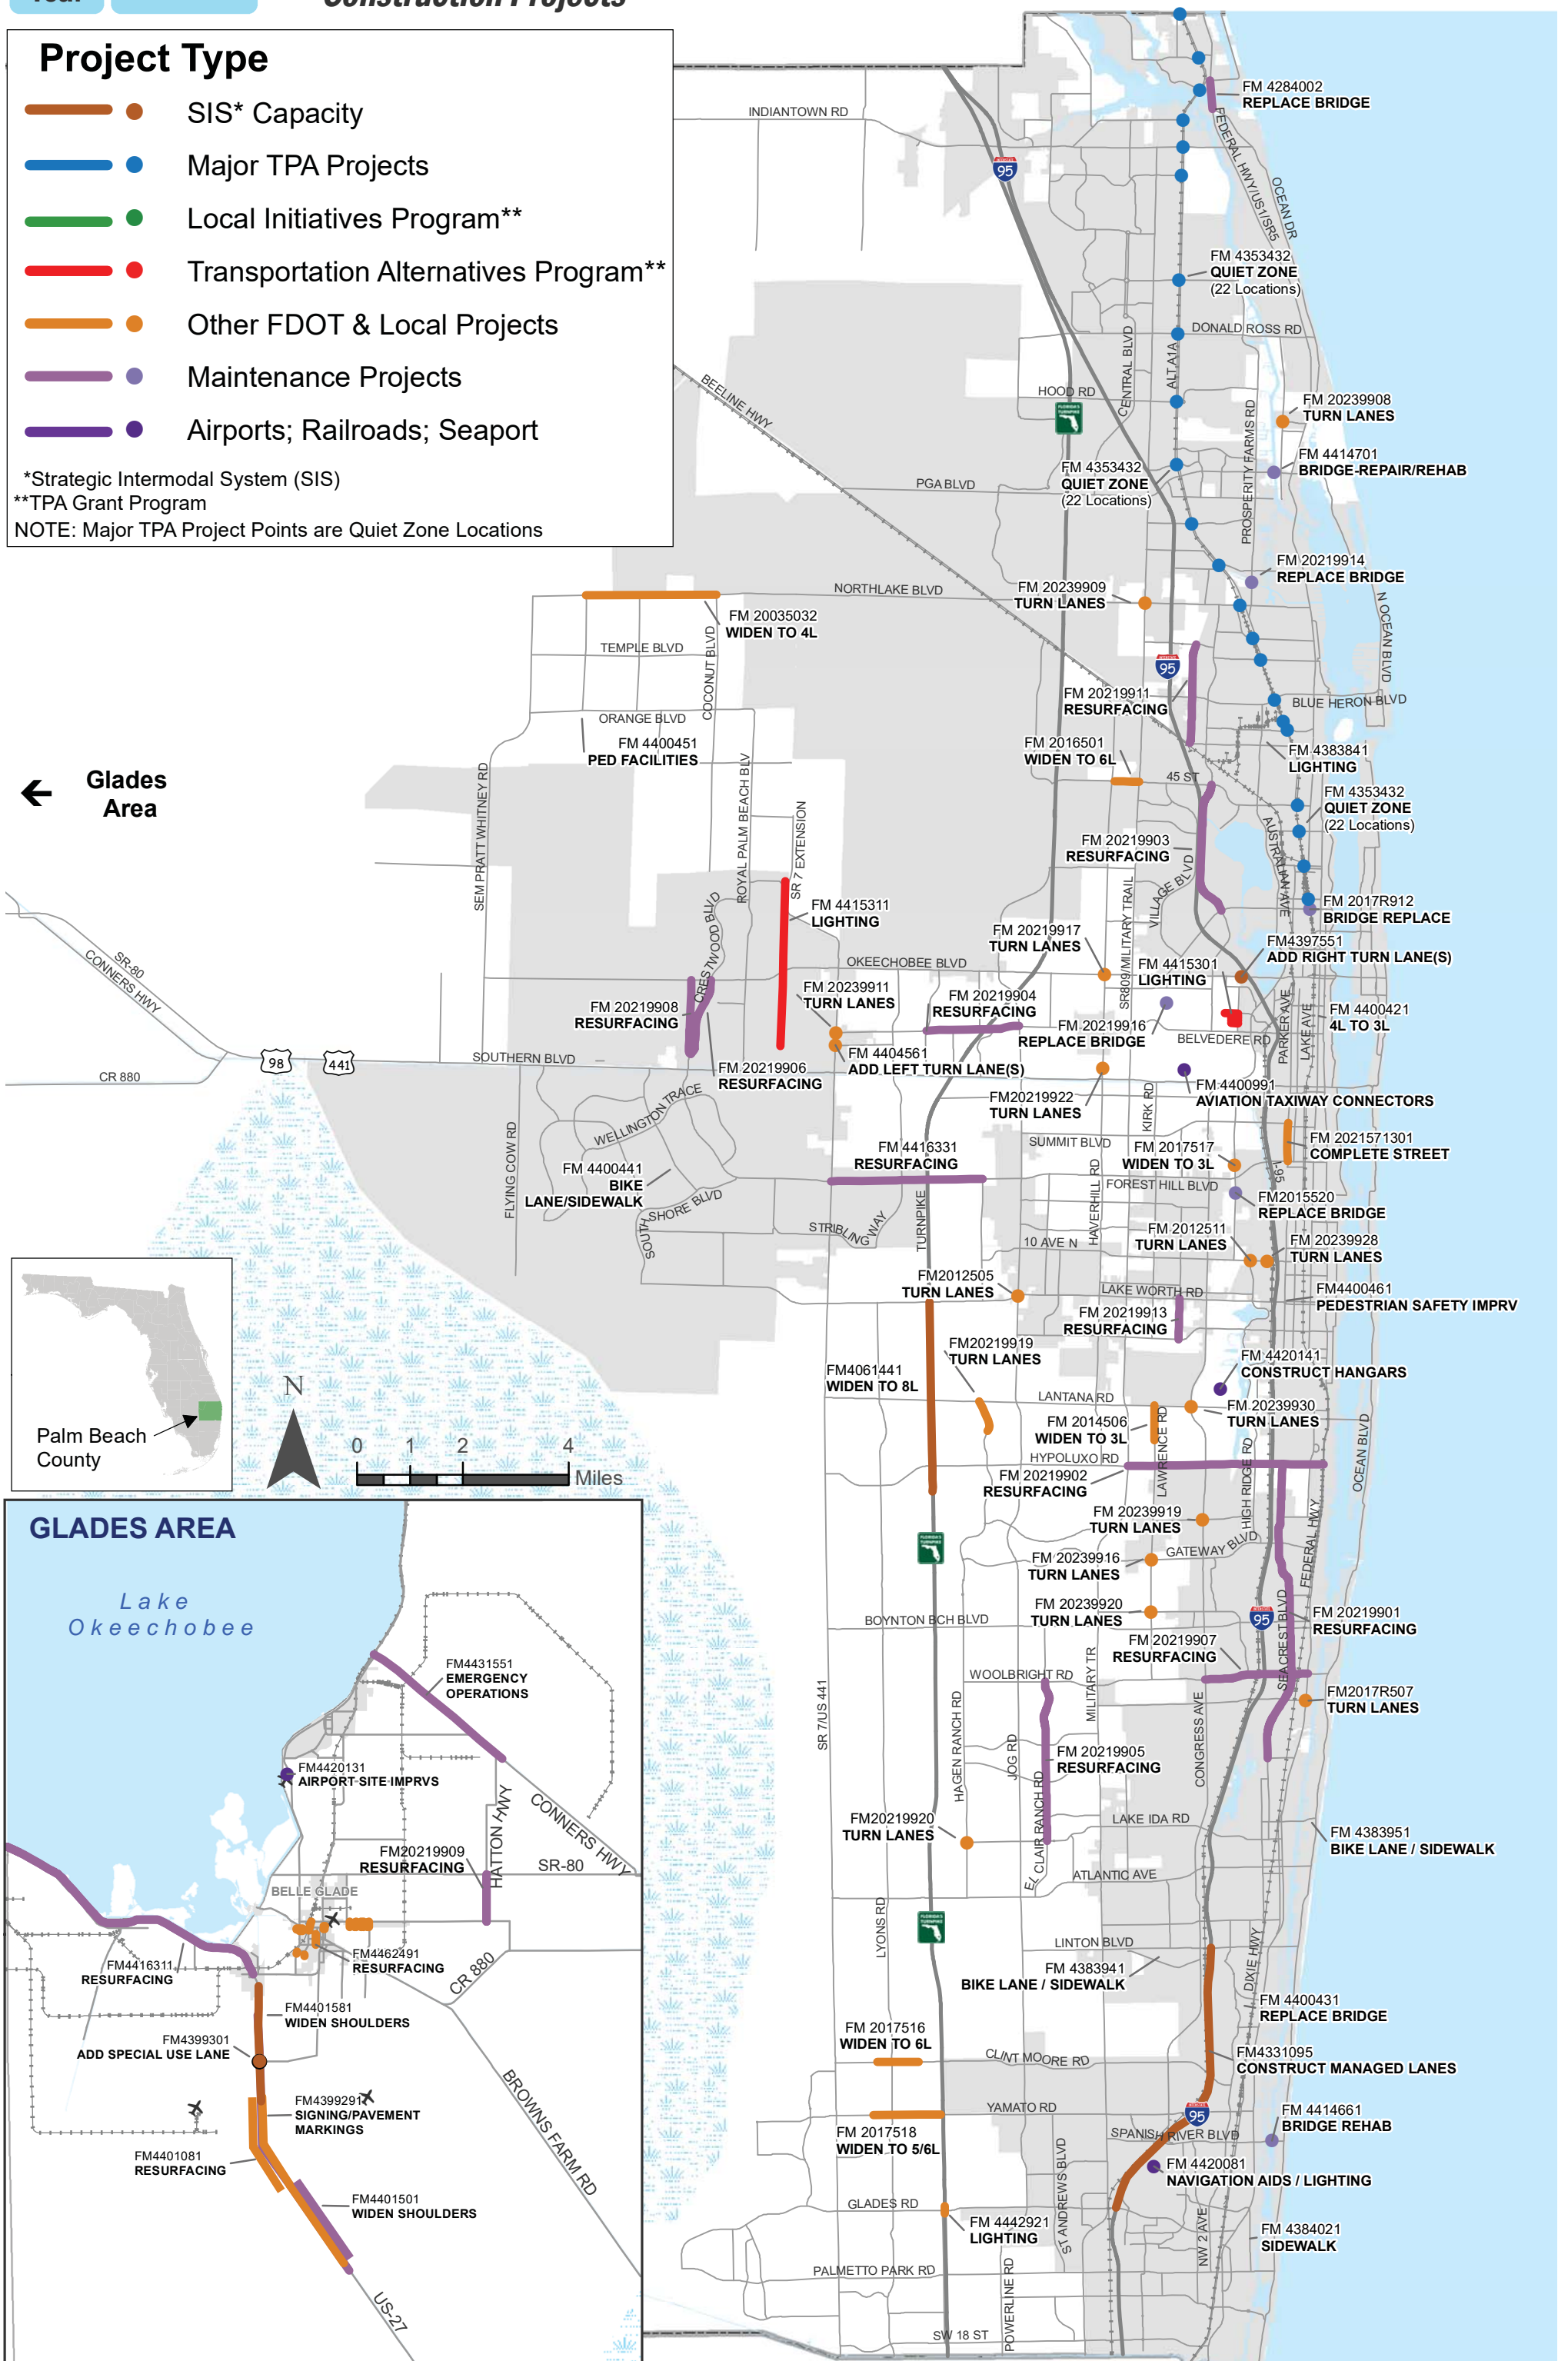 Year
Construction Projects
Project Type
SIS* Capacity
Major TPA Projects
Local Initiatives Program**
Transportation Alternatives Program**
Other FDOT & Local Projects
Maintenance Projects
Airports; Railroads; Seaport
*Strategic Intermodal System (SIS)
**TPA Grant Program
NOTE: Major TPA Project Points are Quiet Zone Locations
INDIANTOWN RD
95
FM 4284002
REPLACE BRIDGE
FEDERAL HWY/US1/SR5
OCEAN DR
FM 4353432
QUIET ZONE
(22 Locations)
DONALD ROSS RD
CENTRAL BLVD
ALT A1A
HOOD RD
BEELINE HWY
PROSPERITY FARMS RD
FM 20239908
TURN LANES
FM 4414701
BRIDGE-REPAIR/REHAB
FM 4353432
QUIET ZONE
(22 Locations)
PGA BLVD
FM 20219914
REPLACE BRIDGE
NORTHLAKE BLVD
FM 20239909
TURN LANES
N OCEAN BLVD
FM 20035032
WIDEN TO 4L
TEMPLE BLVD
COCONUT BLVD
95
FM 20219911
RESURFACING
BLUE HERON BLVD
ORANGE BLVD
FM 4400451
PED FACILITIES
FM 2016501
WIDEN TO 6L
45 ST
FM 4383841
LIGHTING
Glades
Area
SEM PRATT WHITNEY RD
ROYAL PALM BEACH BLV
SR 7 EXTENSION
FM 4353432
QUIET ZONE
(22 Locations)
AUSTRALIAN AVE
FM 20219903
RESURFACING
VILLAGE BLVD
SR809/MILITARY TRAIL
FM 4415311
LIGHTING
FM 2017R912
BRIDGE REPLACE
CRESTWOOD BLVD
FM 20219917
TURN LANES
FM4397551
ADD RIGHT TURN LANE(S)
SR-80
CONNERS HWY
OKEECHOBEE BLVD
FM 4415301
LIGHTING
FM 20239911
TURN LANES
FM 20219904
RESURFACING
FM 20219908
RESURFACING
FM 20219916
REPLACE BRIDGE
BELVEDERE RD
PARKER AVE
LAKE AVE
FM 4400421
4L TO 3L
98
441
SOUTHERN BLVD
CR 880
FM 20219906
RESURFACING
FM 4404561
ADD LEFT TURN LANE(S)
FM20219922
TURN LANES
KIRK RD
FM 4400991
AVIATION TAXIWAY CONNECTORS
WELLINGTON TRACE
FLYING COW RD
FM 4416331
RESURFACING
SUMMIT BLVD
FM 2017517
WIDEN TO 3L
FM 2021571301
COMPLETE STREET
I-95
FM 4400441
BIKE
LANE/SIDEWALK
SOUTH SHORE BLVD
HAVERHILL RD
FOREST HILL BLVD
FM2015520
REPLACE BRIDGE
STRIBLING WAY
TURNPIKE
10 AVE N
FM 2012511
TURN LANES
FM 20239928
TURN LANES
FM2012505
TURN LANES
LAKE WORTH RD
FM4400461
PEDESTRIAN SAFETY IMPRV
FM 20219913
RESURFACING
FM20219919
TURN LANES
FM4061441
WIDEN TO 8L
FM 4420141
CONSTRUCT HANGARS
LANTANA RD
FM 20239930
TURN LANES
FM 2014506
WIDEN TO 3L
LAWRENCE RD
HIGH RIDGE RD
OCEAN BLVD
HYPOLUXO RD
FM 20219902
RESURFACING
Palm Beach
County
N
0 1 2 4
Miles
FM 20239919
TURN LANES
GATEWAY BLVD
FEDERAL HWY
FM 20239916
TURN LANES
FM 20239920
TURN LANES
BOYNTON BCH BLVD
95
SEACREST BLVD
FM 20219901
RESURFACING
FM 20219907
RESURFACING
WOOLBRIGHT RD
MILITARY TR
FM2017R507
TURN LANES
SR 7/US 441
HAGEN RANCH RD
JOG RD
CONGRESS AVE
FM 20219905
RESURFACING
EL CLAIR RANCH RD
FM20219920
TURN LANES
LAKE IDA RD
FM 4383951
BIKE LANE / SIDEWALK
ATLANTIC AVE
LYONS RD
LINTON BLVD
FM 4383941
BIKE LANE / SIDEWALK
DIXIE HWY
FM 4400431
REPLACE BRIDGE
FM 2017516
WIDEN TO 6L
CLINT MOORE RD
FM4331095
CONSTRUCT MANAGED LANES
YAMATO RD
95
FM 4414661
BRIDGE REHAB
FM 2017518
WIDEN TO 5/6L
SPANISH RIVER BLVD
FM 4420081
NAVIGATION AIDS / LIGHTING
ST ANDREWS BLVD
GLADES RD
FM 4442921
LIGHTING
NW 2 AVE
FM 4384021
SIDEWALK
PALMETTO PARK RD
POWERLINE RD
SW 18 ST
GLADES AREA
Lake
Okeechobee
FM4431551
EMERGENCY
OPERATIONS
FM4420131
AIRPORT SITE IMPRVS
HATTON HWY
CONNERS HWY
FM20219909
RESURFACING
SR-80
BELLE GLADE
FM4462491
RESURFACING
CR 880
FM4416311
RESURFACING
FM4401581
WIDEN SHOULDERS
FM4399301
ADD SPECIAL USE LANE
FM4399291
SIGNING/PAVEMENT
MARKINGS
FM4401081
RESURFACING
FM4401501
WIDEN SHOULDERS
BROWNS FARM RD
US-27